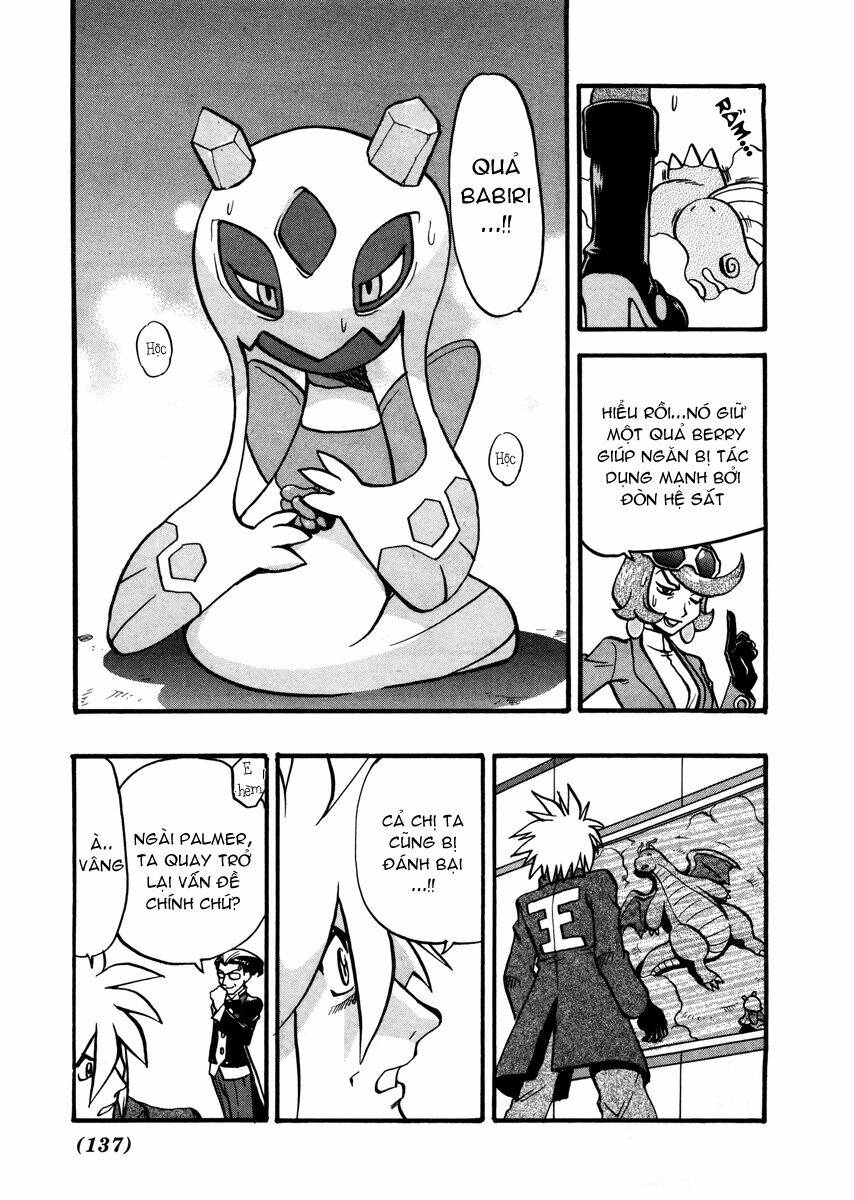 RẦM...
QUẢ
BABIRI
...!!
Hộc
Hộc
HIỂU RỒI...NÓ GIỮ
MỘT QUẢ BERRY
GIÚP NGĂN BỊ TÁC
DỤNG MẠNH BỞI
ĐÒN HỆ SẮT
王
CẢ CHỊ TA
CŨNG BỊ
ĐÁNH BẠI
...!!
E
hèm
NGÀI PALMER,
TA QUAY TRỞ
LẠI VẤN ĐỀ
CHÍNH CHỨ?
À..
VÂNG
(137)